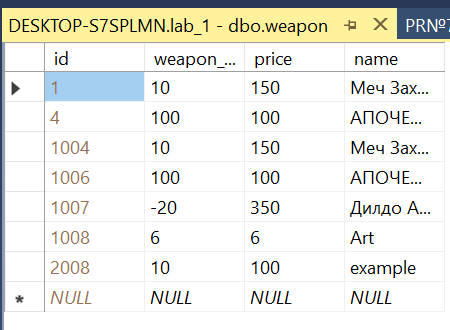 DESKTOP-S7SPLMN.lab_1 - dbo.weapon PRN№7
id weapon_... price name
1 10 150 Меч Зах...
4 100 100 АПОЧЕ...
1004 10 150 Меч Зах...
1006 100 100 АПОЧЕ...
1007 -20 350 Дилдо А...
1008 6 6 Art
2008 10 100 example
NULL NULL NULL NULL